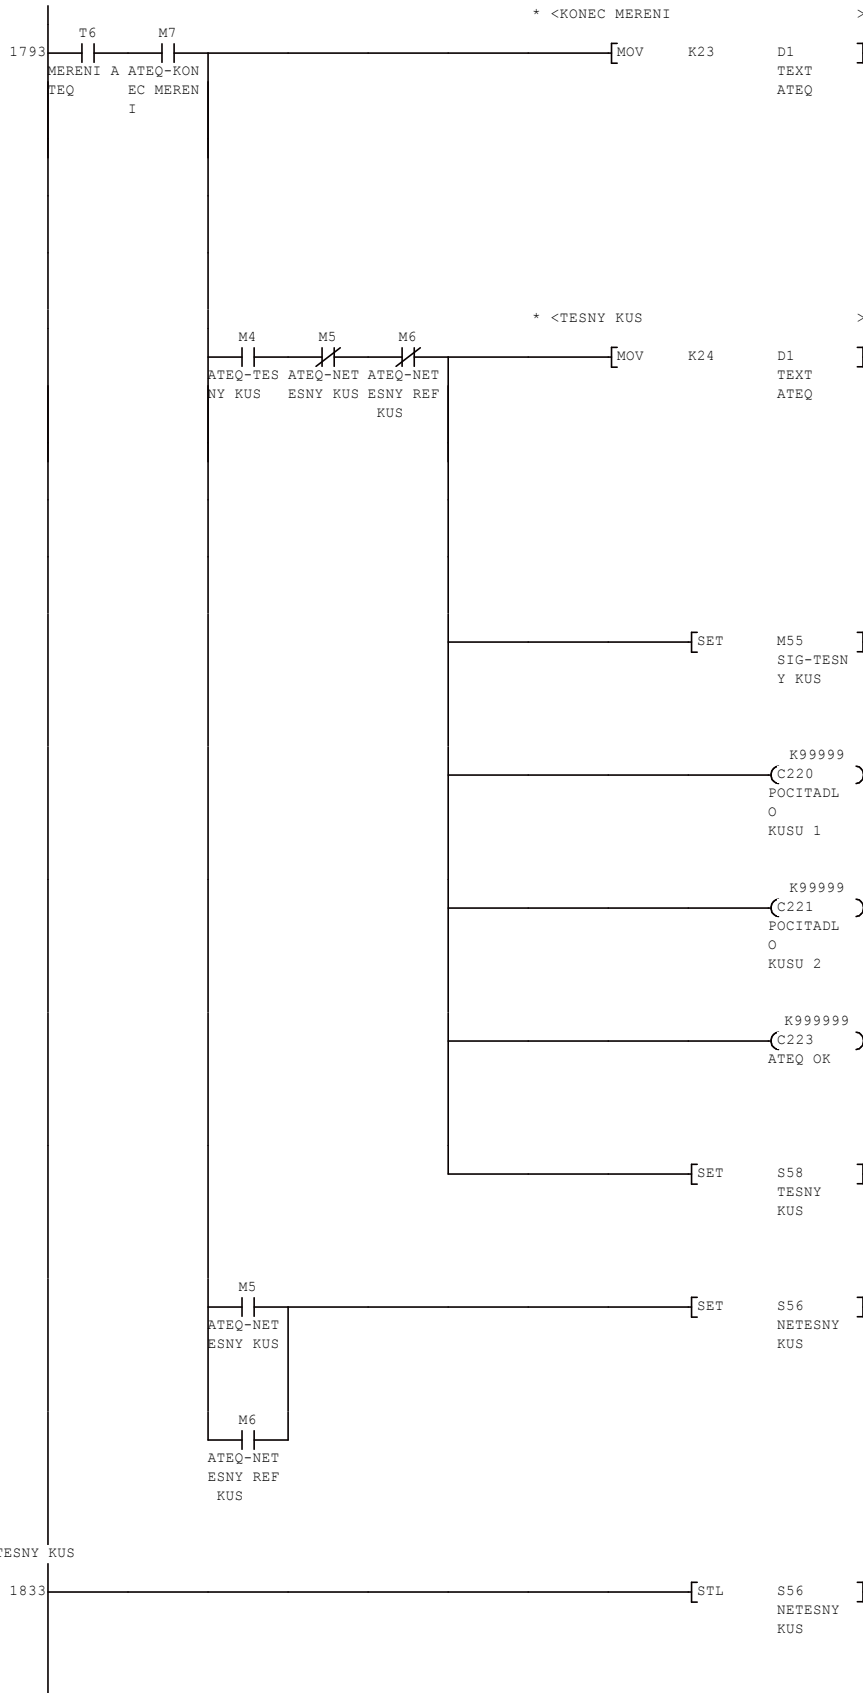 * <KONEC MERENI >
T6 M7
1793 MOV K23 D1
MERENI A ATEQ-KON TEXT
TEQ EC MEREN ATEQ
I
* <TESNY KUS >
M4 M5 M6
MOV K24 D1
ATEQ-TES ATEQ-NET ATEQ-NET TEXT
NY KUS ESNY KUS ESNY REF ATEQ
KUS
SET M55
SIG-TESN
Y KUS
K99999
C220
POCITADL
O
KUSU 1
K99999
C221
POCITADL
O
KUSU 2
K999999
C223
ATEQ OK
SET S58
TESNY
KUS
M5
SET S56
ATEQ-NET NETESNY
ESNY KUS KUS
M6
ATEQ-NET
ESNY REF
KUS
TESNY KUS
1833 STL S56
NETESNY
KUS